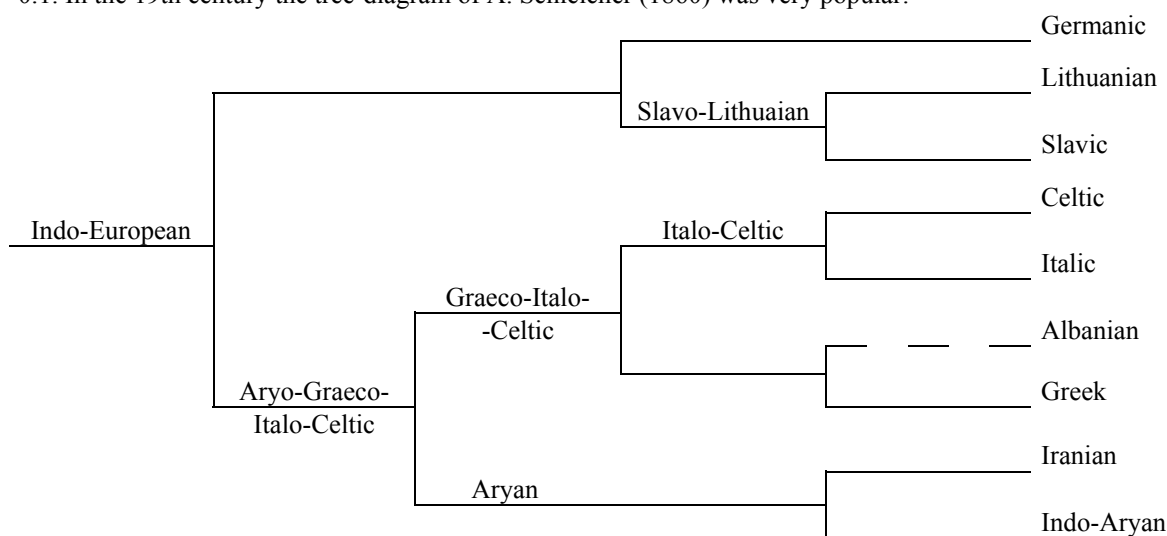 0.1. In the 19th century the tree-diagram of A. Schleicher (1860) was very popular:
Germanic
Lithuanian
Slavo-Lithuaian
Slavic
Celtic
Indo-European
Italo-Celtic
Italic
Graeco-Italo-
-Celtic
Albanian
Aryo-Graeco-
Italo-Celtic
Greek
Iranian
Aryan
Indo-Aryan